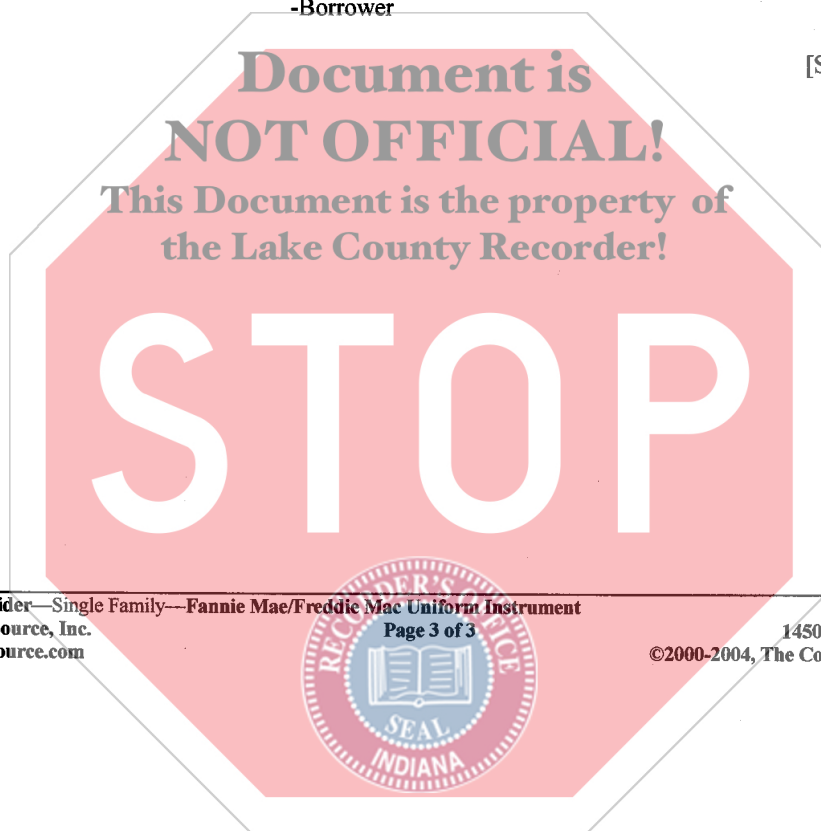 -Borrower
[S
Document is
NOT OFFICIAL!
This Document is the property of
the Lake County Recorder!
STOP
ider—Single Family—Fannie Mae/Freddie Mac Uniform Instrument
ource, Inc.
Page 3 of 3
1450
ource.com
©2000-2004, The Co
RECORDER'S OFFICE
SEAL
INDIANA